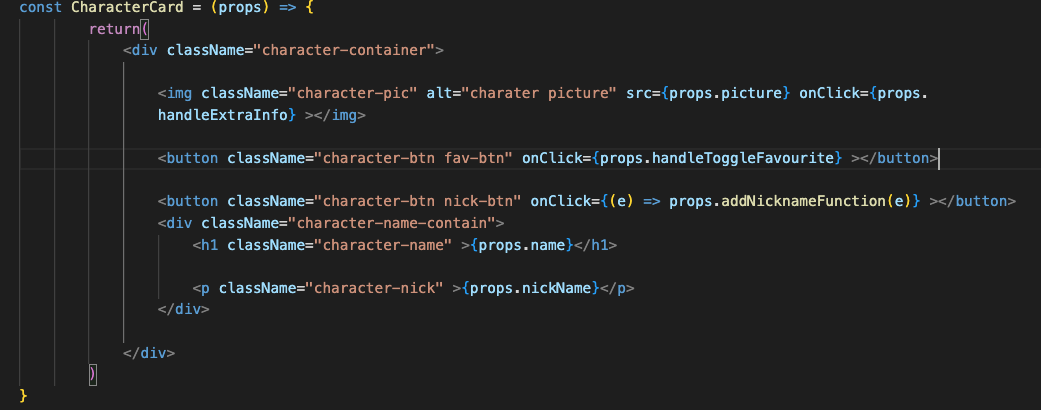 const CharacterCard = (props) => {
return(
<div className="character-container">
<img className="character-pic" alt="charater picture" src={props.picture} onClick={props.
handleExtraInfo} ></img>
<button className="character-btn fav-btn" onClick={props.handleToggleFavourite} ></button>
<button className="character-btn nick-btn" onClick={(e) => props.addNicknameFunction(e)} ></button>
<div className="character-name-contain">
<h1 className="character-name" >{props.name}</h1>
<p className="character-nick" >{props.nickName}</p>
</div>
</div>
)
}